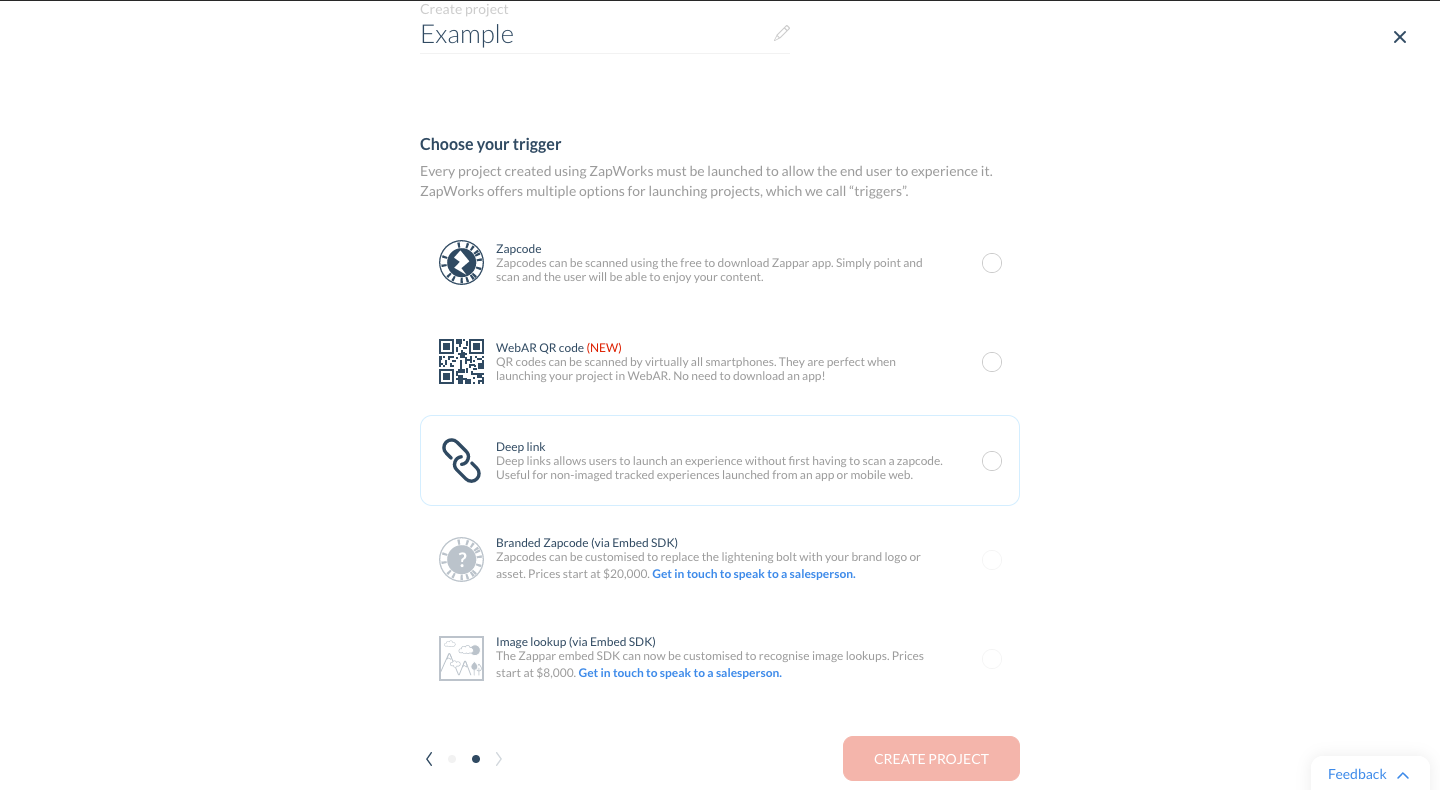 Create project
Example
Choose your trigger
Every project created using ZapWorks must be launched to allow the end user to experience it.
ZapWorks offers multiple options for launching projects, which we call “triggers”.
Zapcode
Zapcodes can be scanned using the free to download Zappar app. Simply point and
scan and the user will be able to enjoy your content.
WebAR QR code (NEW)
QR codes can be scanned by virtually all smartphones. They are perfect when
launching your project in WebAR. No need to download an app!
Deep link
Deep links allows users to launch an experience without first having to scan a zapcode.
Useful for non-imaged tracked experiences launched from an app or mobile web.
?
Branded Zapcode (via Embed SDK)
Zapcodes can be customised to replace the lightening bolt with your brand logo or
asset. Prices start at $20,000. Get in touch to speak to a salesperson.
Image lookup (via Embed SDK)
The Zappar embed SDK can now be customised to recognise image lookups. Prices
start at $8,000. Get in touch to speak to a salesperson.
CREATE PROJECT
Feedback